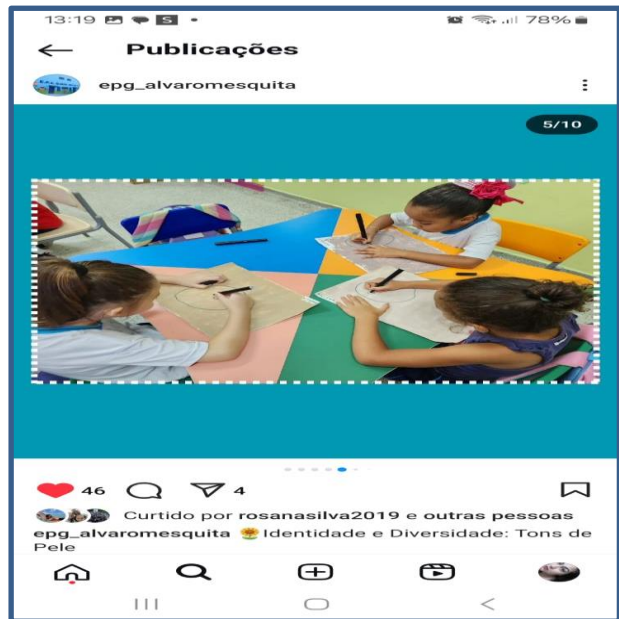 13:19 S 78%
Publicações
epg_alvaromesquita
5/10
46 4
Curtido por rosanasilva2019 e outras pessoas
epg_alvaromesquita 🌻Identidade e Diversidade: Tons de
Pele